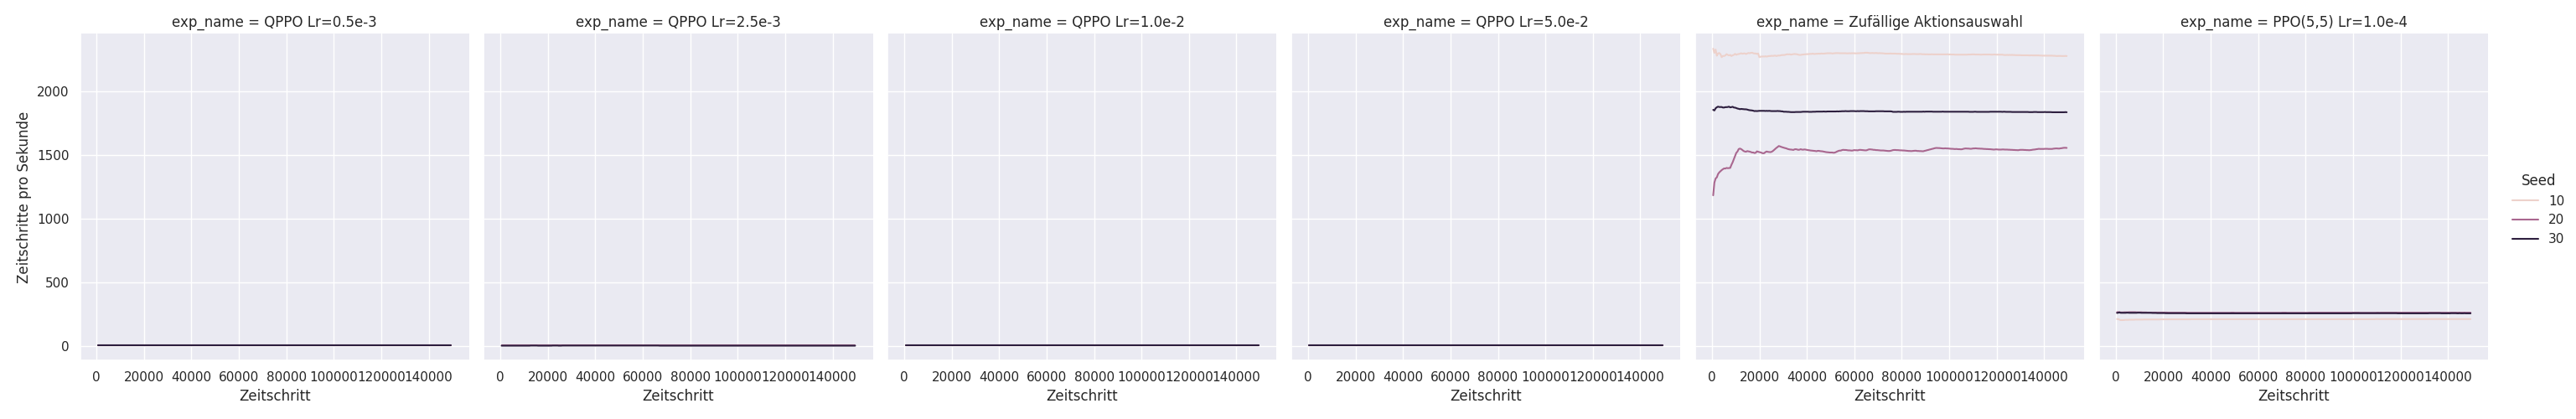 exp_name = QPPO Lr=0.5e-3
exp_name = QPPO Lr=2.5e-3
exp_name = QPPO Lr=1.0e-2
exp_name = QPPO Lr=5.0e-2
exp_name = Zufällige Aktionsauswahl
exp_name = PPO(5,5) Lr=1.0e-4
Zeitschritte pro Sekunde
2000
1500
1000
500
0
0 20000 40000 60000 80000 100000 120000 140000
0 20000 40000 60000 80000 100000 120000 140000
0 20000 40000 60000 80000 100000 120000 140000
0 20000 40000 60000 80000 100000 120000 140000
0 20000 40000 60000 80000 100000 120000 140000
0 20000 40000 60000 80000 100000 120000 140000
Zeitschritt
Zeitschritt
Zeitschritt
Zeitschritt
Zeitschritt
Zeitschritt
Seed
10
20
30